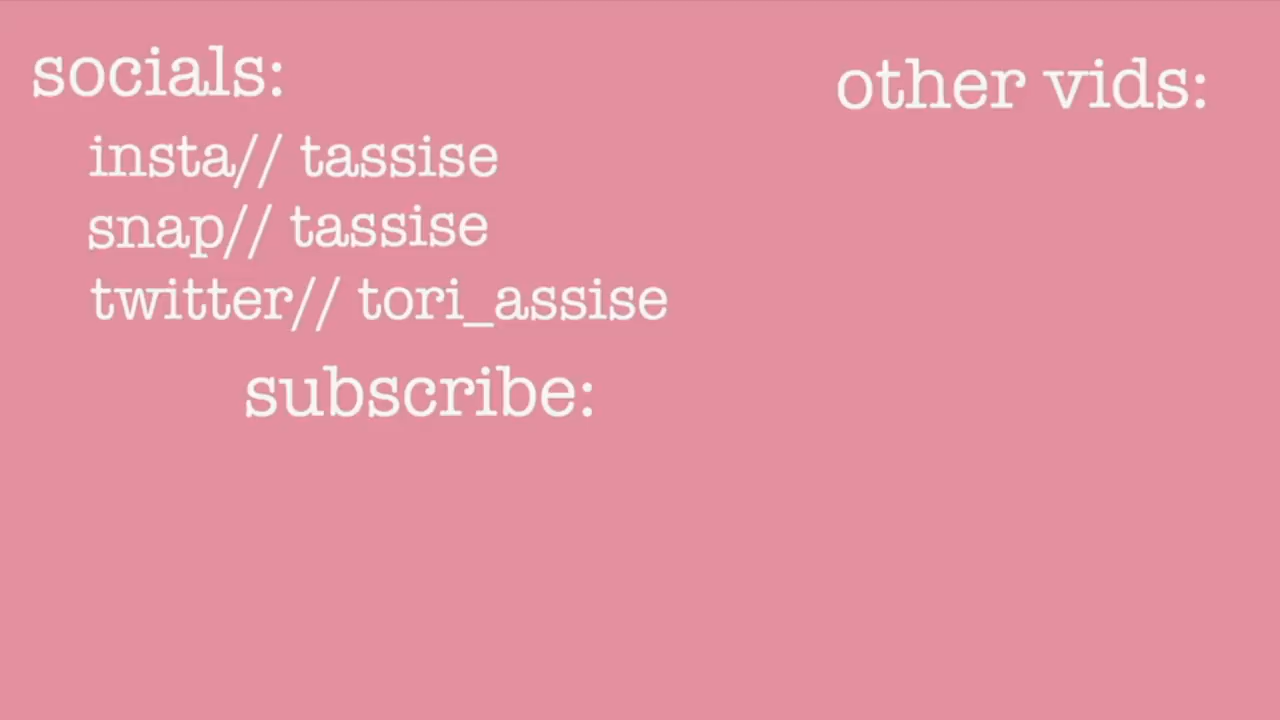 socials:
insta// tassise
snap// tassise
twitter// tori_assise
subscribe:
other vids: